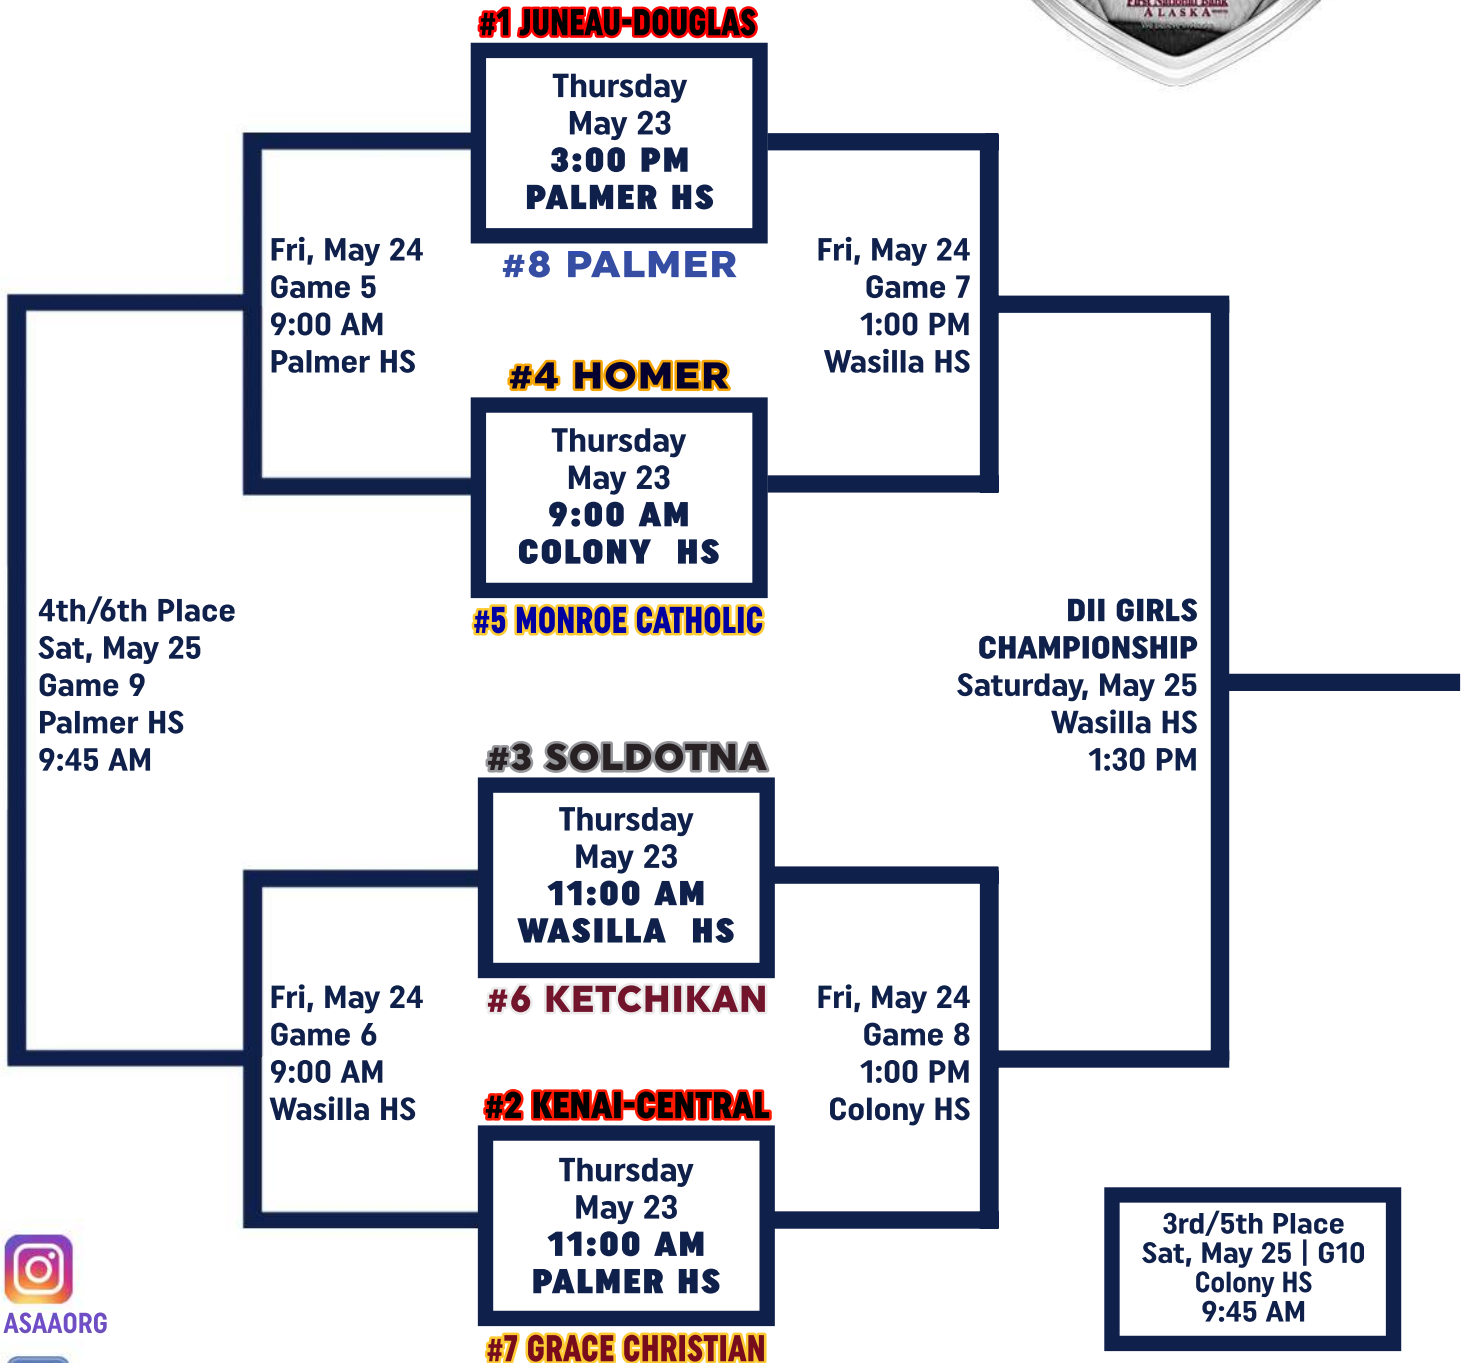 First National Bank
ALASKA
#1 JUNEAU-DOUGLAS
Thursday
May 23
3:00 PM
PALMER HS
#8 PALMER
Fri, May 24
Game 5
9:00 AM
Palmer HS
Fri, May 24
Game 7
1:00 PM
Wasilla HS
#4 HOMER
Thursday
May 23
9:00 AM
COLONY HS
#5 MONROE CATHOLIC
4th/6th Place
Sat, May 25
Game 9
Palmer HS
9:45 AM
DII GIRLS
CHAMPIONSHIP
Saturday, May 25
Wasilla HS
1:30 PM
#3 SOLDOTNA
Thursday
May 23
11:00 AM
WASILLA HS
#6 KETCHIKAN
Fri, May 24
Game 6
9:00 AM
Wasilla HS
Fri, May 24
Game 8
1:00 PM
Colony HS
#2 KENAI-CENTRAL
Thursday
May 23
11:00 AM
PALMER HS
#7 GRACE CHRISTIAN
3rd/5th Place
Sat, May 25 | G10
Colony HS
9:45 AM
ASAAORG